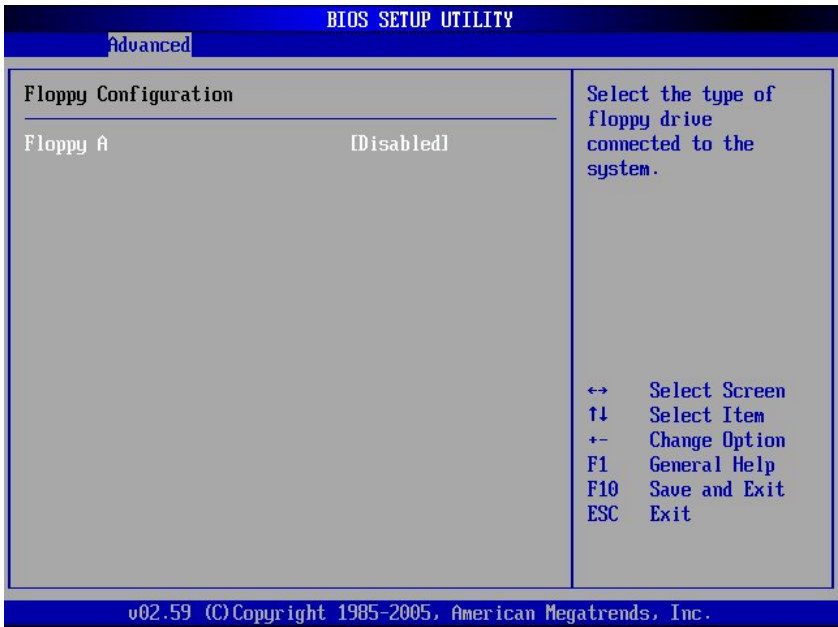 BIOS SETUP UTILITY
Advanced
Floppy Configuration
Floppy A [Disabled]
Select the type of
floppy drive
connected to the
system.
←→ Select Screen
↑↓ Select Item
+- Change Option
F1 General Help
F10 Save and Exit
ESC Exit
v02.59 (C)Copyright 1985-2005, American Megatrends, Inc.